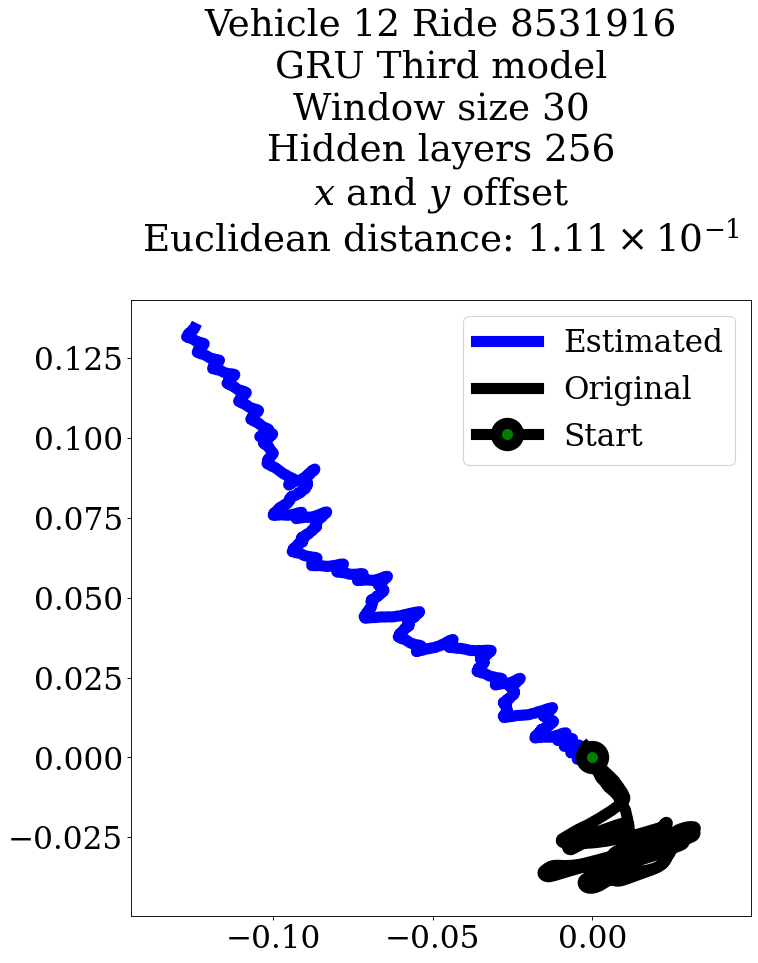 Vehicle 12 Ride 8531916
GRU Third model
Window size 30
Hidden layers 256
x and y offset
Euclidean distance: 1.11 × 10⁻¹
Estimated
Original
Start
0.125
0.100
0.075
0.050
0.025
0.000
−0.025
−0.10
−0.05
0.00